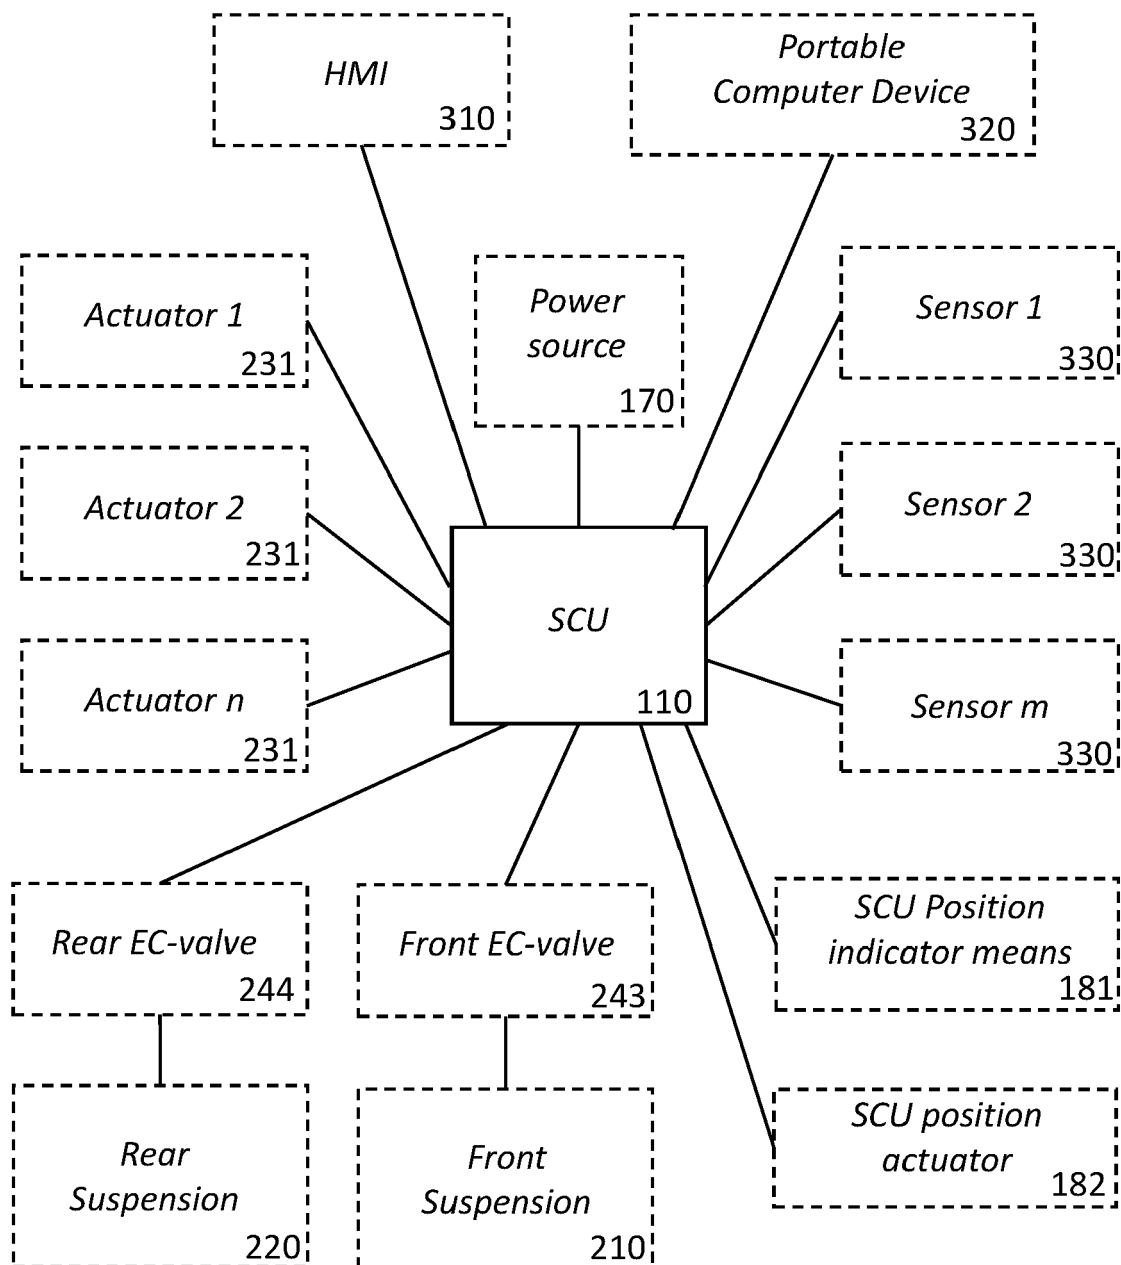 HMI
310
Portable
Computer Device
320
Actuator 1
231
Power
source
170
Sensor 1
330
Actuator 2
231
Sensor 2
330
SCU
110
Actuator n
231
Sensor m
330
Rear EC-valve
244
Front EC-valve
243
SCU Position
indicator means
181
Rear
Suspension
220
Front
Suspension
210
SCU position
actuator
182